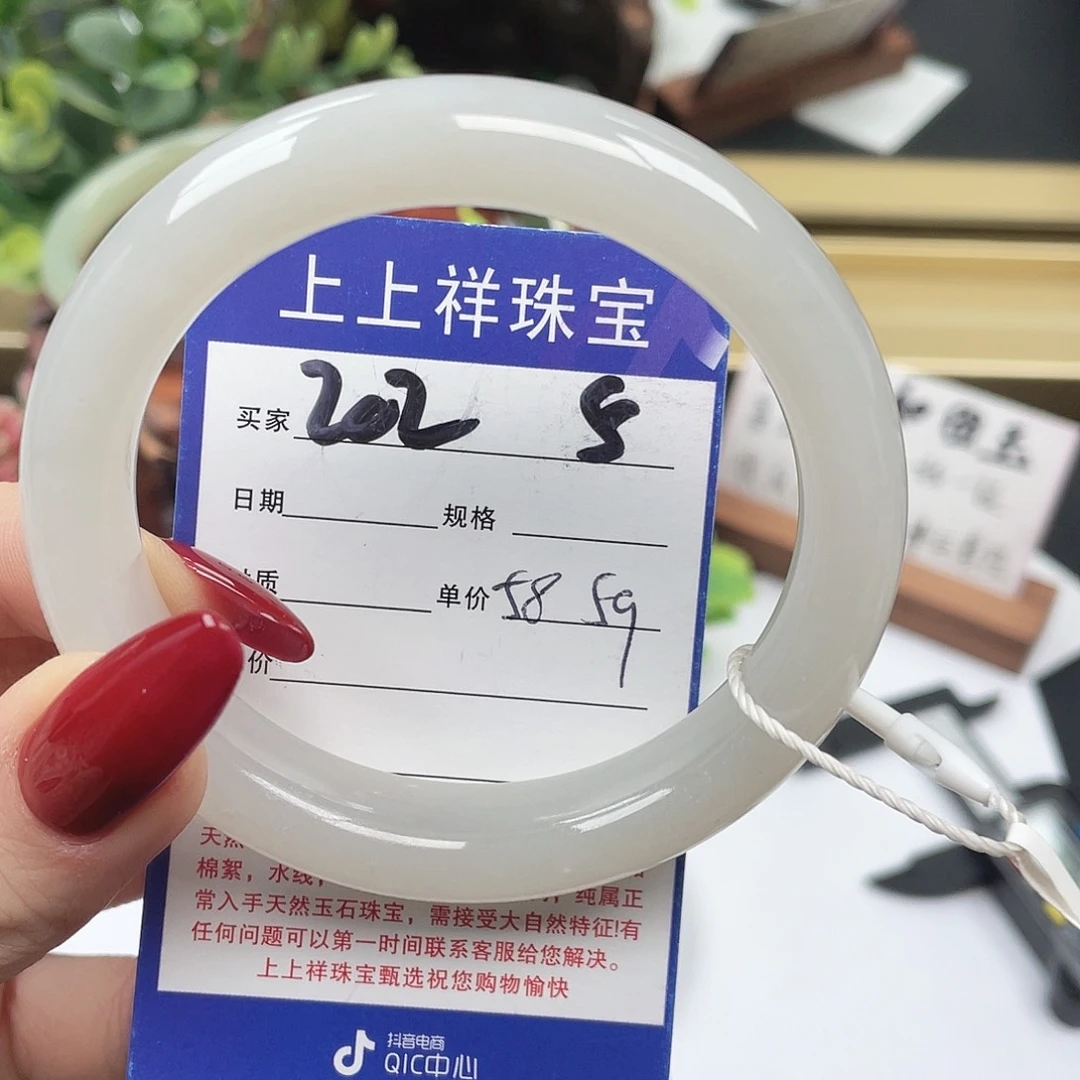 上上祥珠宝
买家 202 5
日期 规格
质 单价 58 59
价
天然
棉絮，水线，
，纯属正
常入手天然玉石珠宝，需接受大自然特征!有
任何问题可以第一时间联系客服给您解决。
上上祥珠宝甄选祝您购物愉快
抖音电商
QIC中心